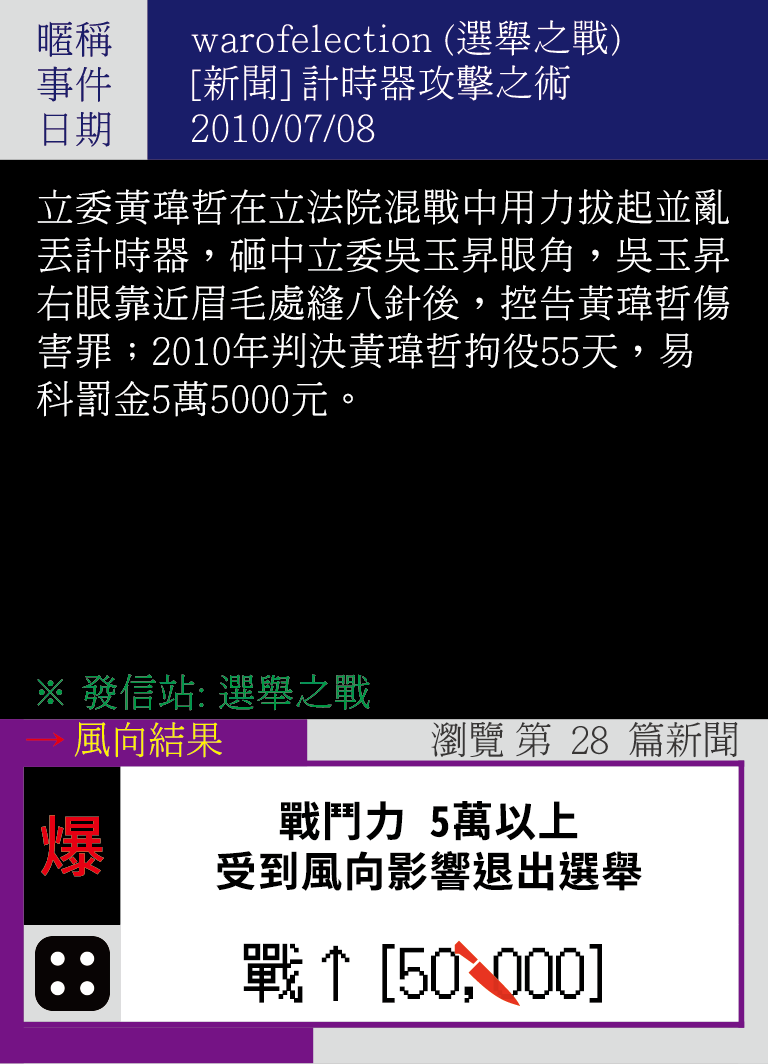 暱稱 warofelection (選舉之戰)
事件 [新聞] 計時器攻擊之術
日期 2010/07/08
立委黃瑋哲在立法院混戰中用力拔起並亂
丟計時器，砸中立委吳玉昇眼角，吳玉昇
右眼靠近眉毛處縫八針後，控告黃瑋哲傷
害罪；2010年判決黃瑋哲拘役55天，易
科罰金5萬5000元。
※ 發信站: 選舉之戰
→ 風向結果
瀏覽 第 28 篇新聞
爆
戰鬥力 5萬以上
受到風向影響退出選舉
戰↑[50,000]